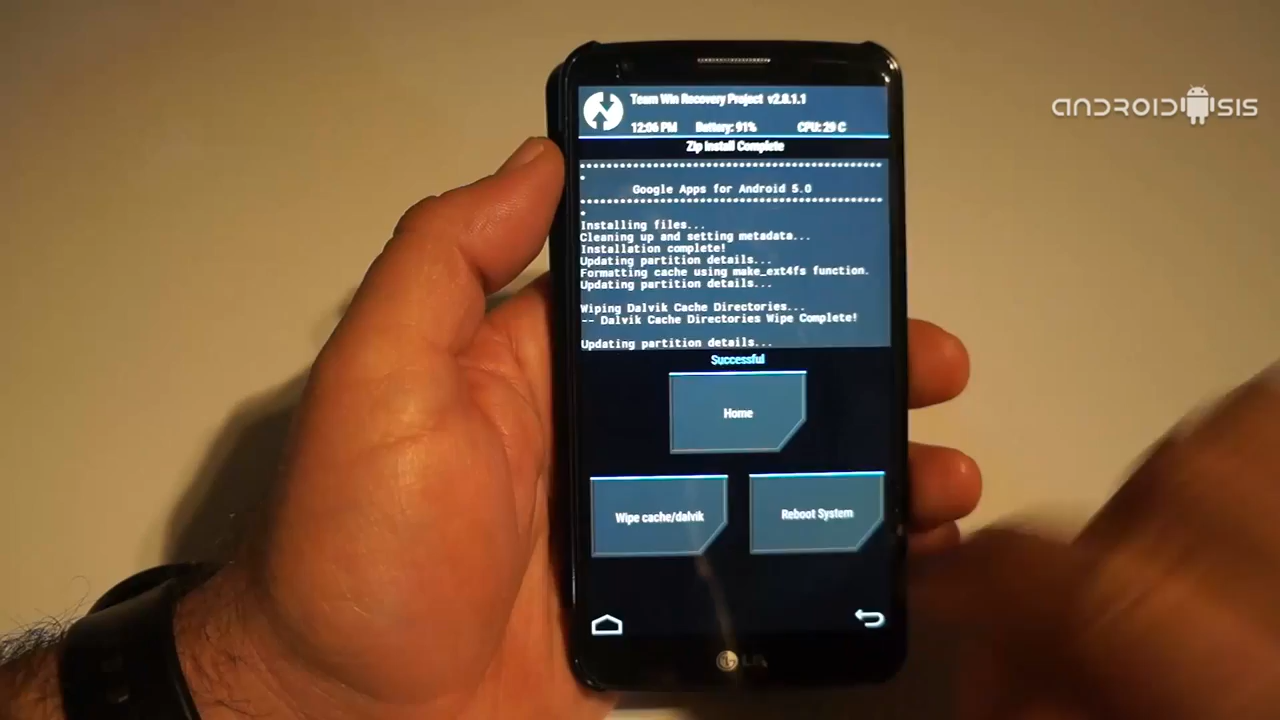 Team Win Recovery Project v2.8.1.1
12:06 PM Battery: 91% CPU: 29 C
Zip Install Complete
Google Apps for Android 5.0
Installing files...
Cleaning up and setting metadata...
Installation complete!
Updating partition details...
Formatting cache using make_ext4fs function.
Updating partition details...
Wiping Dalvik Cache Directories...
-- Dalvik Cache Directories Wipe Complete!
Updating partition details...
Successful
Home
Wipe cache/dalvik
Reboot System
LG
ANDROIDSIS